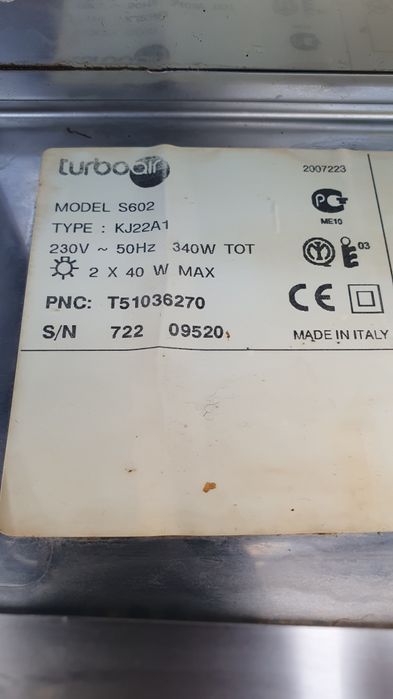 turboair
2007223
MODEL S602
ME10
TYPE : KJ22A1
230V ~ 50Hz 340W TOT
03
2 X 40 W MAX
PNC: T51036270
CE
S/N 722 09520
MADE IN ITALY